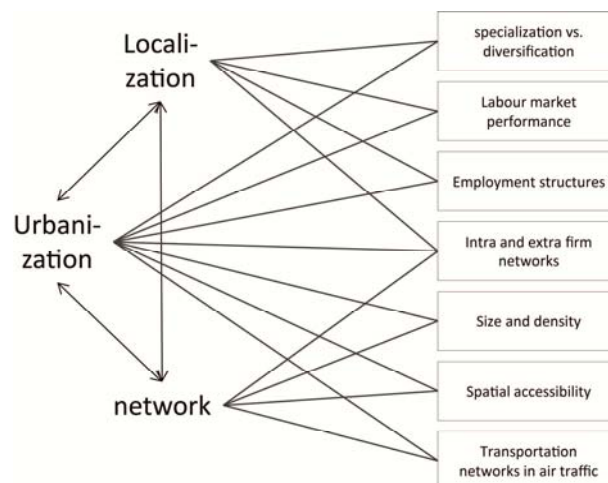 Locali-
zation
Urbani-
zation
network
specialization vs.
diversification
Labour market
performance
Employment structures
Intra and extra firm
networks
Size and density
Spatial accessibility
Transportation
networks in air traffic